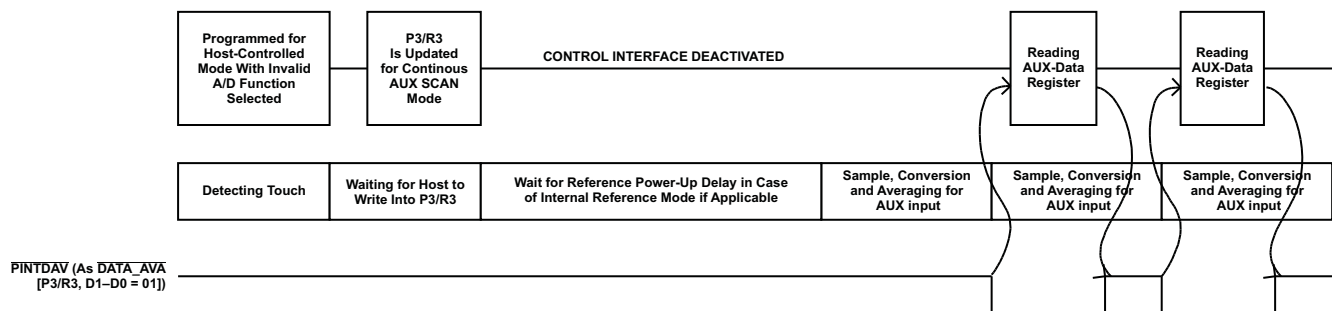 Programmed for
Host-Controlled
Mode With Invalid
A/D Function
Selected
P3/R3
Is Updated
for Continous
AUX SCAN
Mode
CONTROL INTERFACE DEACTIVATED
Reading
AUX-Data
Register
Reading
AUX-Data
Register
Detecting Touch
Waiting for Host to
Write Into P3/R3
Wait for Reference Power-Up Delay in Case
of Internal Reference Mode if Applicable
Sample, Conversion
and Averaging for
AUX input
Sample, Conversion
and Averaging for
AUX input
Sample, Conversion
and Averaging for
AUX input
PINTDAV (As DATA_AVA
[P3/R3, D1–D0 = 01])